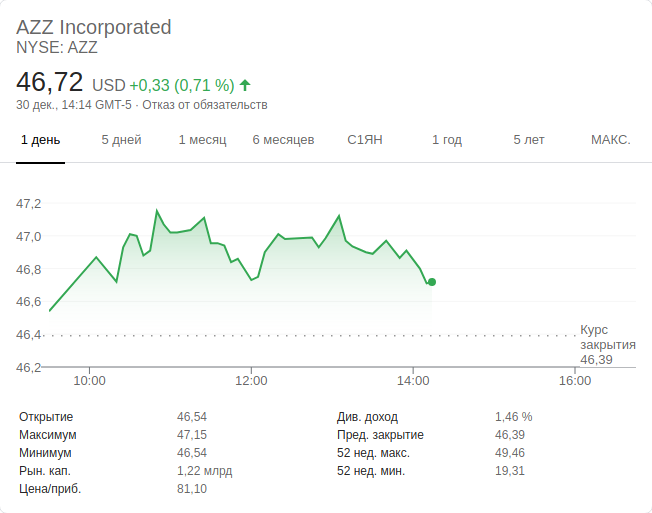 AZZ Incorporated
NYSE: AZZ
46,72 USD +0,33 (0,71 %)
30 дек., 14:14 GMT-5 · Отказ от обязательств
1 день 5 дней 1 месяц 6 месяцев С1ЯН 1 год 5 лет МАКС.
47,2
47,0
46,8
46,6
46,4
46,2
Курс
закрытия
46,39
10:00 12:00 14:00 16:00
Открытие 46,54 Див. доход 1,46 %
Максимум 47,15 Пред. закрытие 46,39
Минимум 46,54 52 нед. макс. 49,46
Рын. кап. 1,22 млрд 52 нед. мин. 19,31
Цена/приб. 81,10